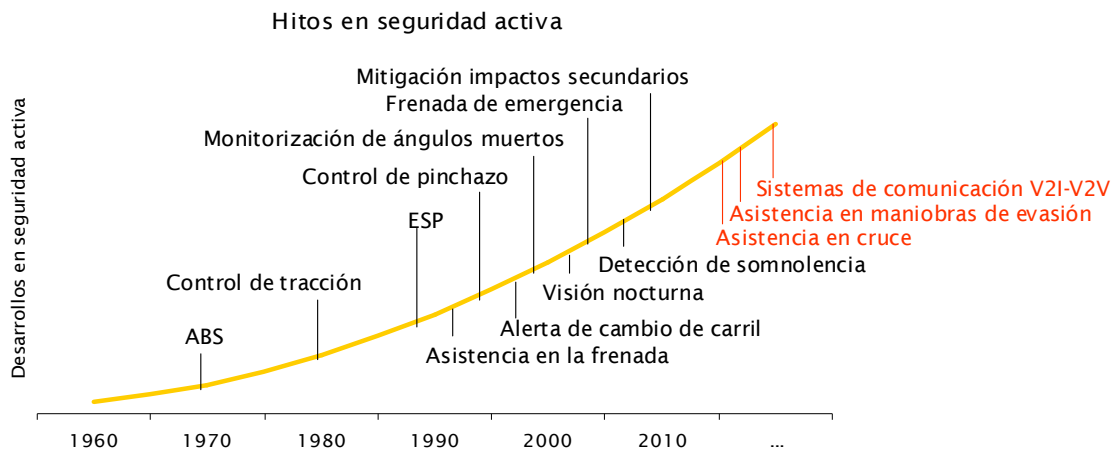 Hitos en seguridad activa
Desarrollos en seguridad activa
Mitigación impactos secundarios
Frenada de emergencia
Monitorización de ángulos muertos
Control de pinchazo
ESP
Control de tracción
ABS
Sistemas de comunicación V2I-V2V
Asistencia en maniobras de evasión
Asistencia en cruce
Detección de somnolencia
Visión nocturna
Alerta de cambio de carril
Asistencia en la frenada
1960 1970 1980 1990 2000 2010 ...